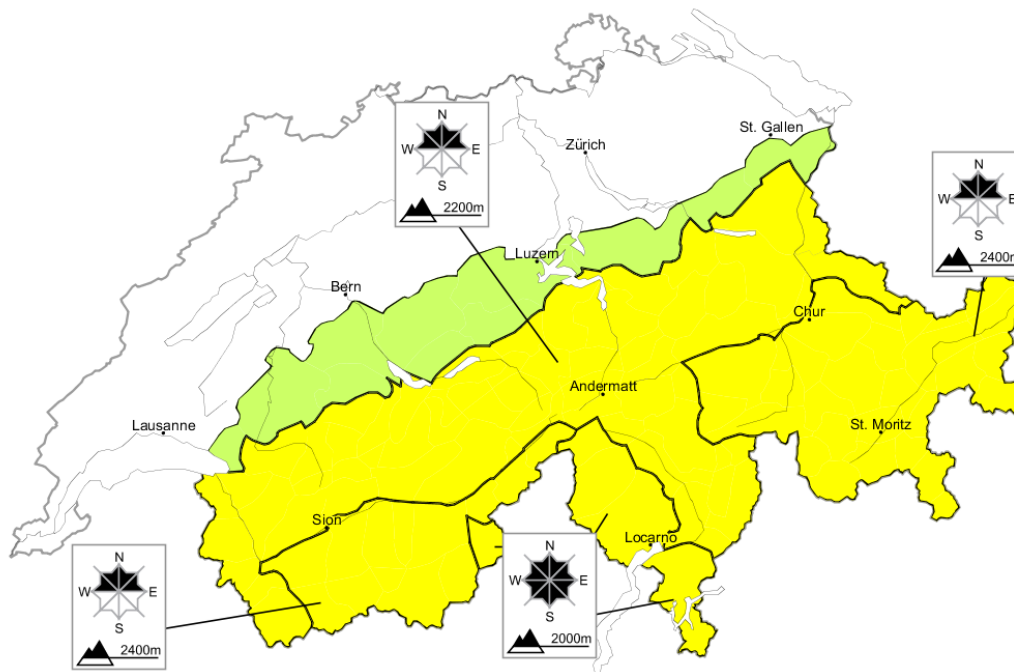 St. Gallen
N
W
E
S
2200m
Zürich
N
W
E
S
2400m
Luzern
Bern
Chur
Andermatt
Lausanne
St. Moritz
Sion
Locarno
N
W
E
S
2400m
N
W
E
S
2000m